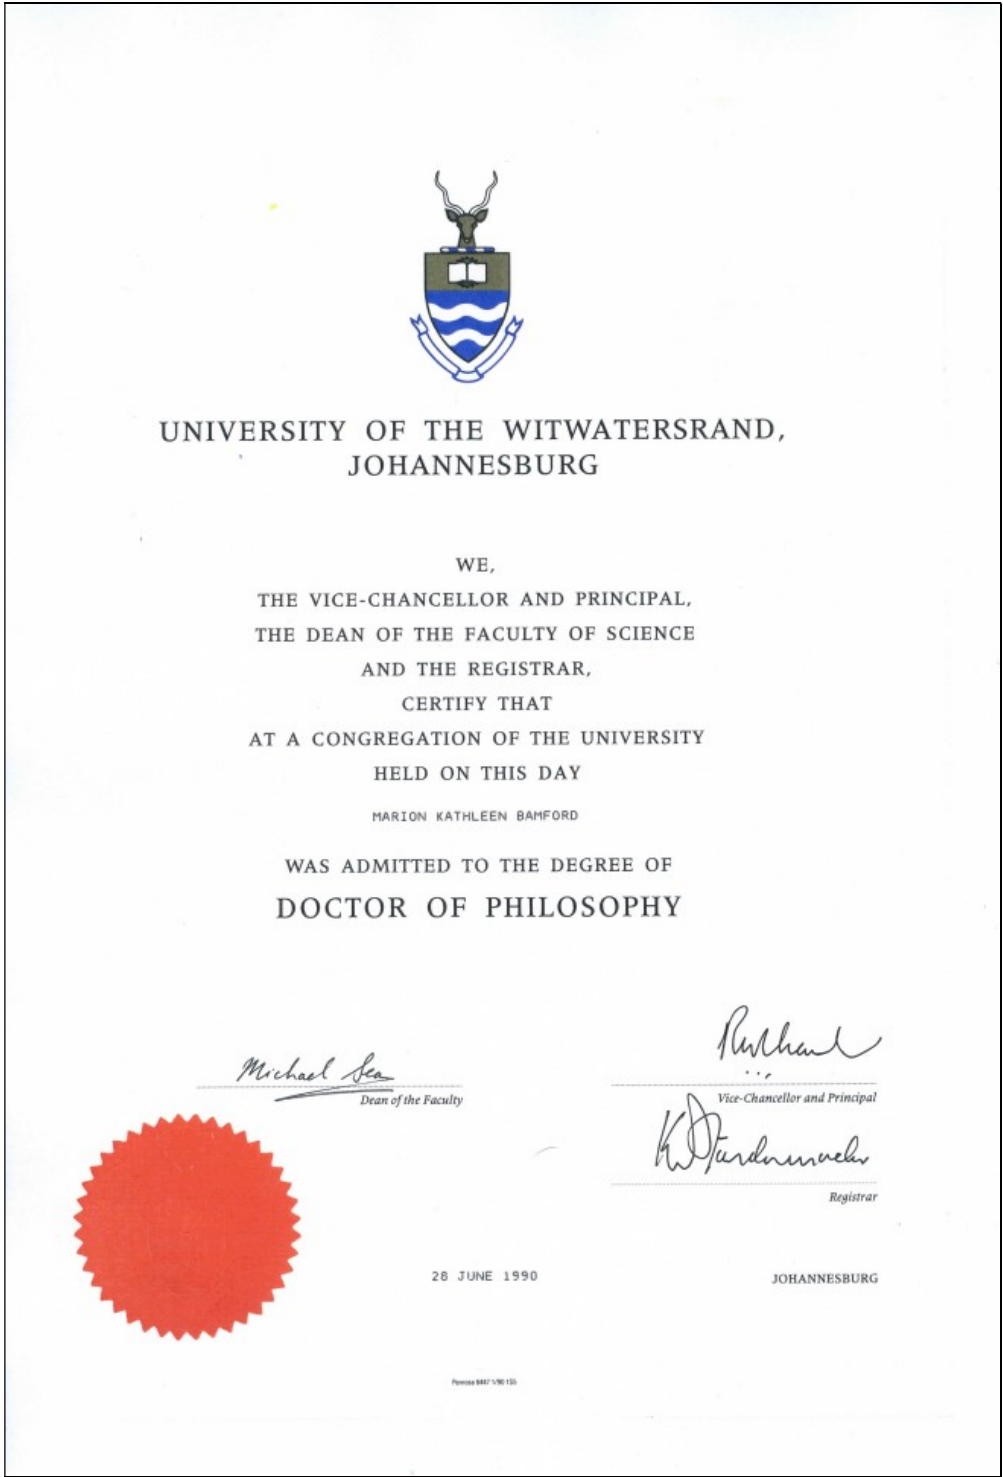 UNIVERSITY OF THE WITWATERSRAND,
JOHANNESBURG
WE,
THE VICE-CHANCELLOR AND PRINCIPAL,
THE DEAN OF THE FACULTY OF SCIENCE
AND THE REGISTRAR,
CERTIFY THAT
AT A CONGREGATION OF THE UNIVERSITY
HELD ON THIS DAY
MARION KATHLEEN BAMFORD
WAS ADMITTED TO THE DEGREE OF
DOCTOR OF PHILOSOPHY
Michael
Dean of the Faculty
Vice-Chancellor and Principal
Registrar
28 JUNE 1990
JOHANNESBURG